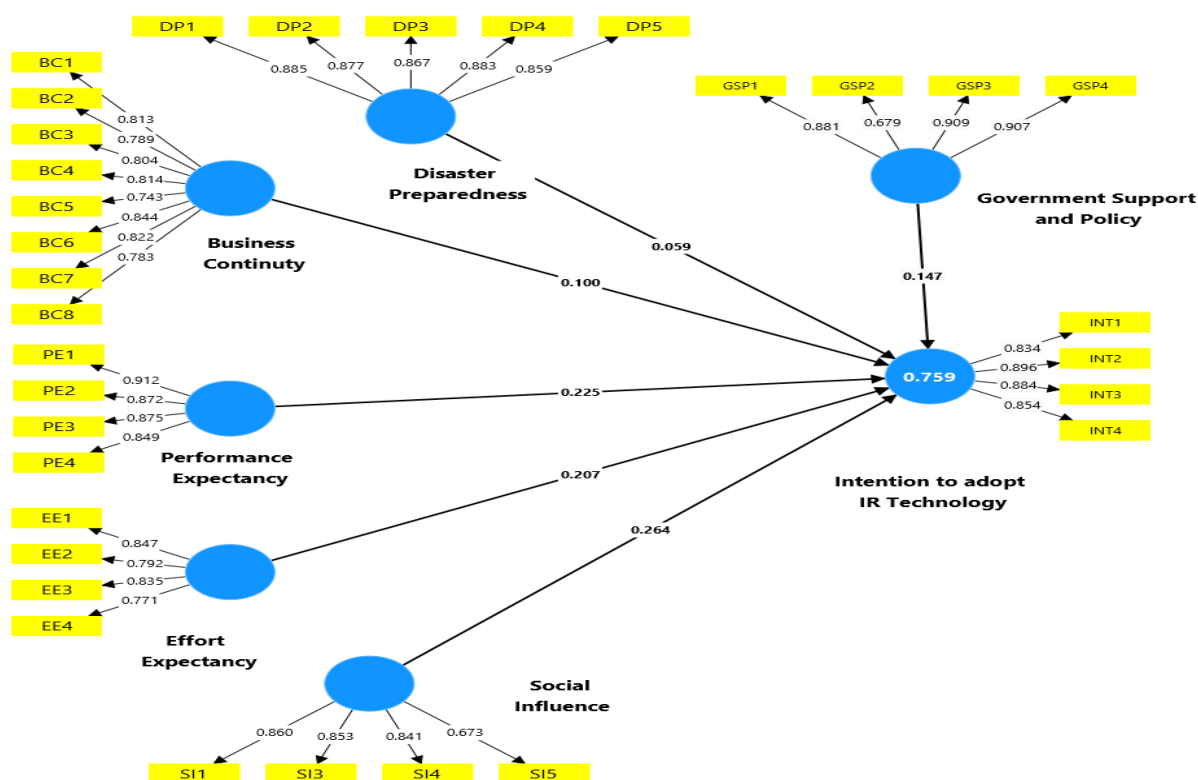 DP1
DP2
DP3
DP4
DP5
0.885
0.877
0.867
0.883
0.859
Disaster
Preparedness
BC1
BC2
BC3
BC4
BC5
BC6
BC7
BC8
0.813
0.789
0.804
0.814
0.743
0.844
0.822
0.783
Business
Continuty
GSP1
GSP2
GSP3
GSP4
0.881
0.679
0.909
0.907
Government Support
and Policy
0.059
0.100
0.147
0.225
0.207
0.264
PE1
PE2
PE3
PE4
0.912
0.872
0.875
0.849
Performance
Expectancy
0.759
INT1
INT2
INT3
INT4
0.834
0.896
0.884
0.854
Intention to adopt
IR Technology
EE1
EE2
EE3
EE4
0.847
0.792
0.835
0.771
Effort
Expectancy
Social
Influence
0.860
0.853
0.841
0.673
SI1
SI3
SI4
SI5